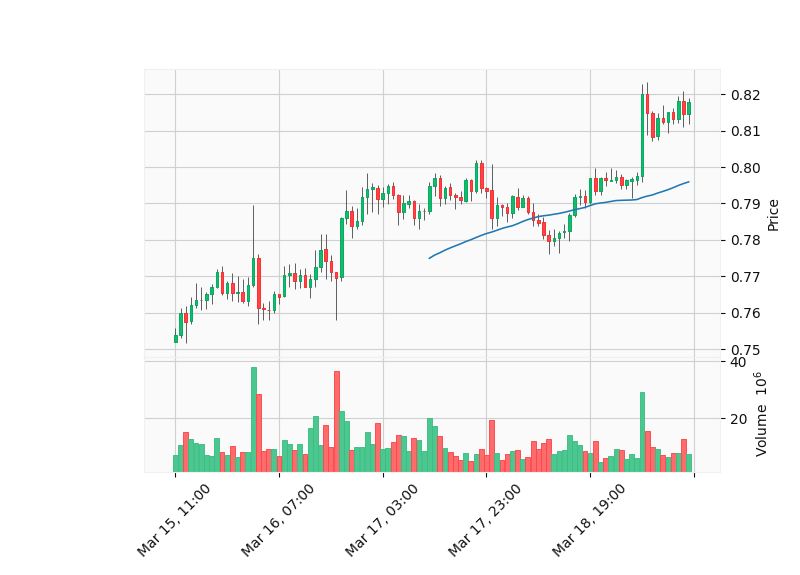 0.82
0.81
0.80
0.79
0.78
0.77
0.76
0.75
Price
40
20
Volume 10^6
Mar 15, 11:00
Mar 16, 07:00
Mar 17, 03:00
Mar 17, 23:00
Mar 18, 19:00